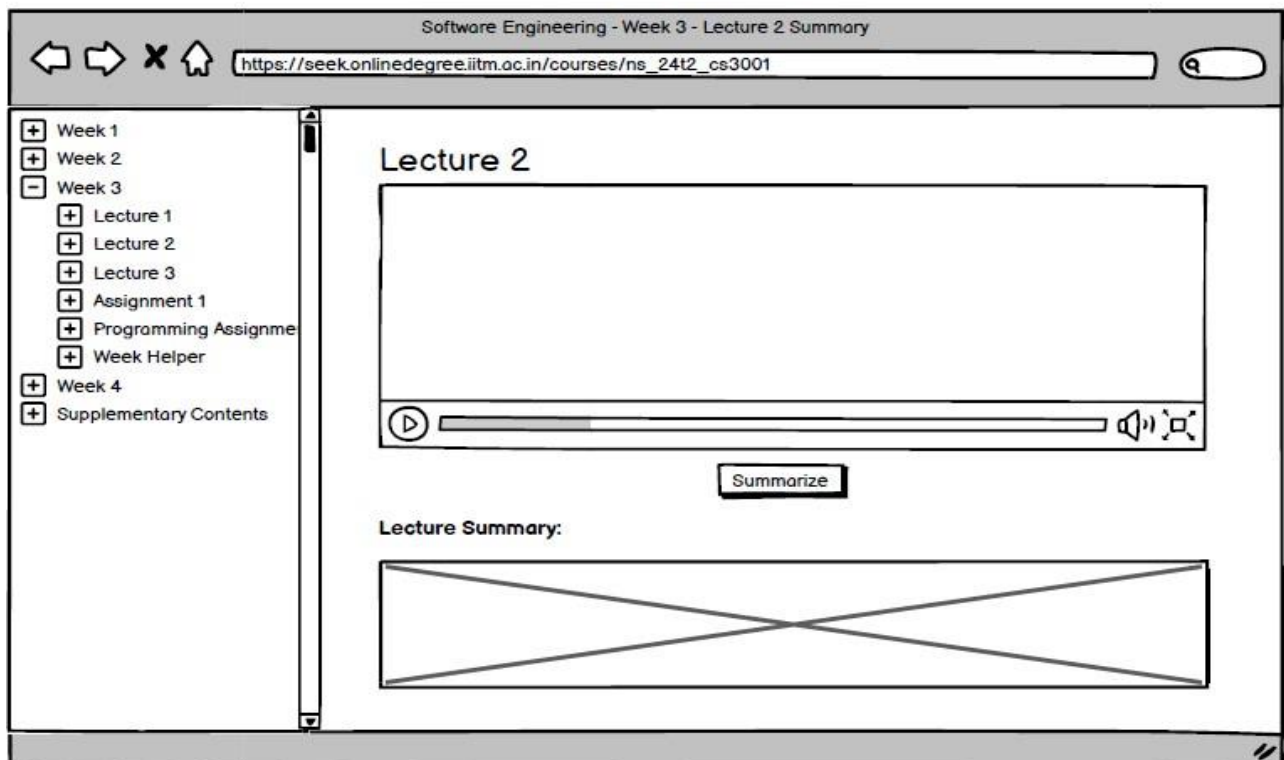 Software Engineering - Week 3 - Lecture 2 Summary
https://seek.onlinedegree.iitm.ac.in/courses/ns_24t2_cs3001
Week 1
Week 2
Week 3
Lecture 1
Lecture 2
Lecture 3
Assignment 1
Programming Assignme
Week Helper
Week 4
Supplementary Contents
Lecture 2
Summarize
Lecture Summary: